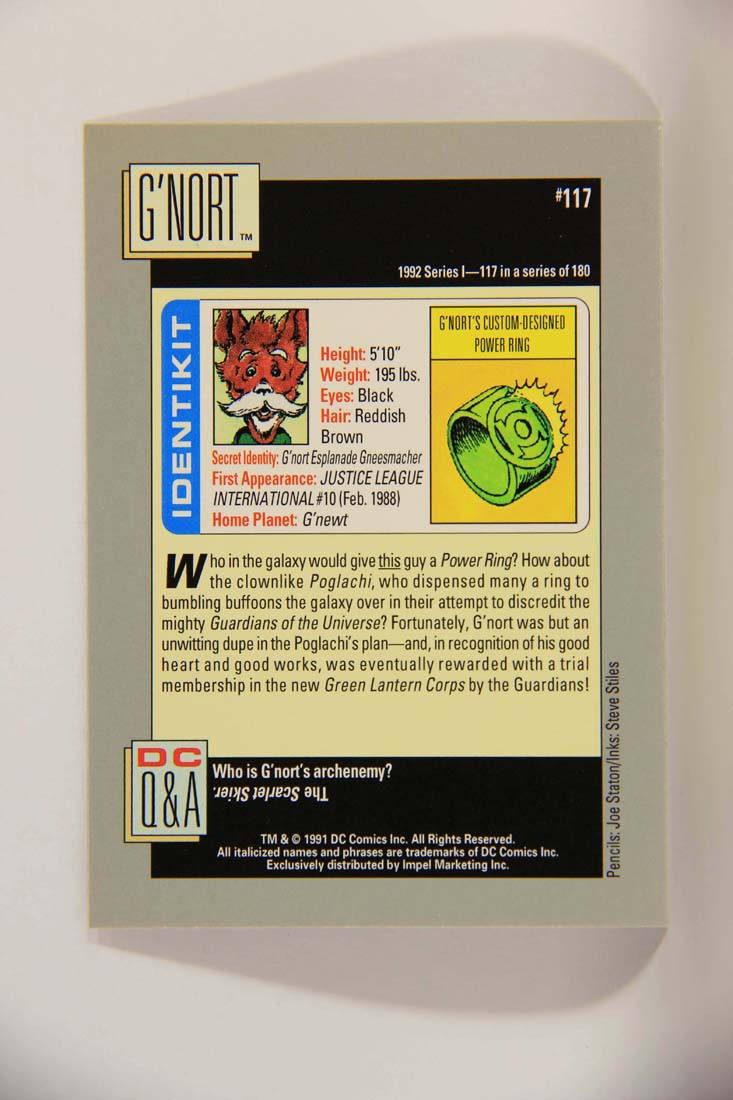 G'NORT™
#117
1992 Series I—117 in a series of 180
IDENTIKIT
Height: 5'10"
Weight: 195 lbs.
Eyes: Black
Hair: Reddish
Brown
Secret Identity: G'nort Esplanade Gneesmacher
First Appearance: JUSTICE LEAGUE
INTERNATIONAL #10 (Feb. 1988)
Home Planet: G'newt
G'NORT'S CUSTOM-DESIGNED
POWER RING
Who in the galaxy would give this guy a Power Ring? How about
the clownlike Poglachi, who dispensed many a ring to
bumbling buffoons the galaxy over in their attempt to discredit the
mighty Guardians of the Universe? Fortunately, G'nort was but an
unwitting dupe in the Poglachi's plan—and, in recognition of his good
heart and good works, was eventually rewarded with a trial
membership in the new Green Lantern Corps by the Guardians!
Pencils: Joe Staton/Inks: Steve Stiles
DC
Q&A
Who is G'nort's archenemy?
The Scarlet Skier.
TM & © 1991 DC Comics Inc. All Rights Reserved.
All italicized names and phrases are trademarks of DC Comics Inc.
Exclusively distributed by Impel Marketing Inc.